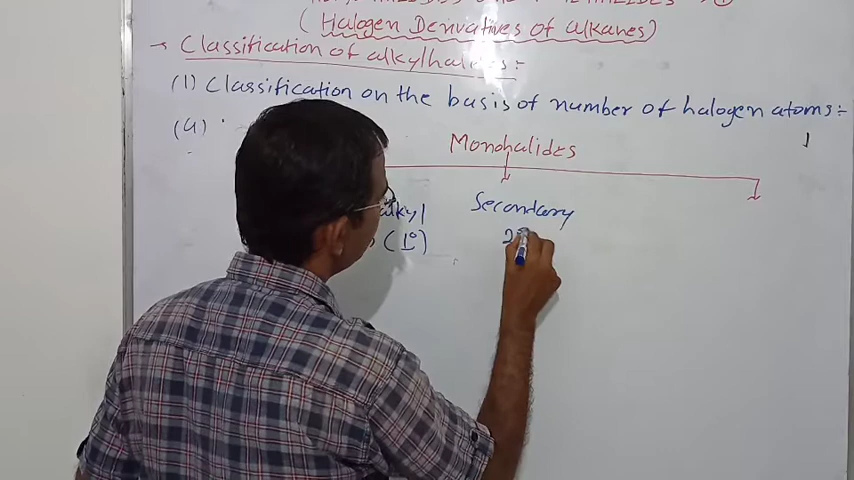 (Halogen Derivatives of alkanes)
→ Classification of alkylhalides :-
(1) Classification on the basis of number of halogen atoms :-
(a)
Monohalides
alkyl Secondary
(1°) 2°